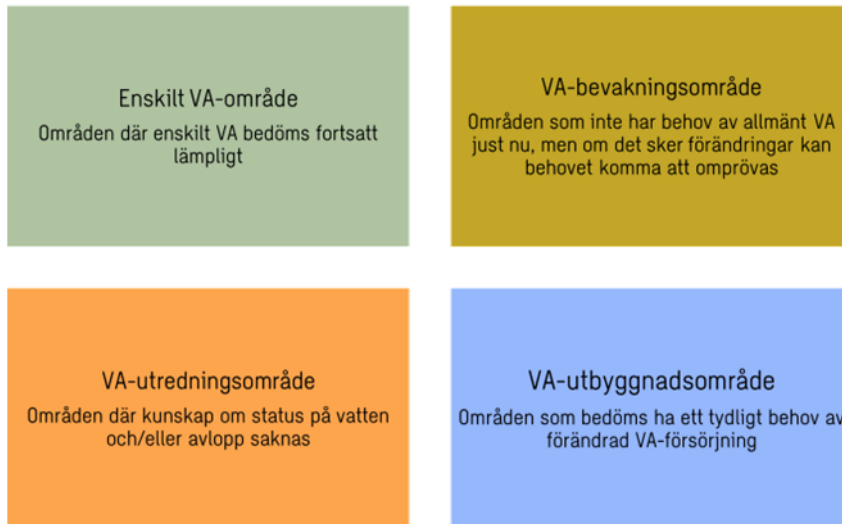 Enskilt VA-område
Områden där enskilt VA bedöms fortsatt
lämpligt
VA-bevakningsområde
Områden som inte har behov av allmänt VA
just nu, men om det sker förändringar kan
behovet komma att omprövas
VA-utredningsområde
Områden där kunskap om status på vatten
och/eller avlopp saknas
VA-utbyggnadsområde
Områden som bedöms ha ett tydligt behov av
förändrad VA-försörjning